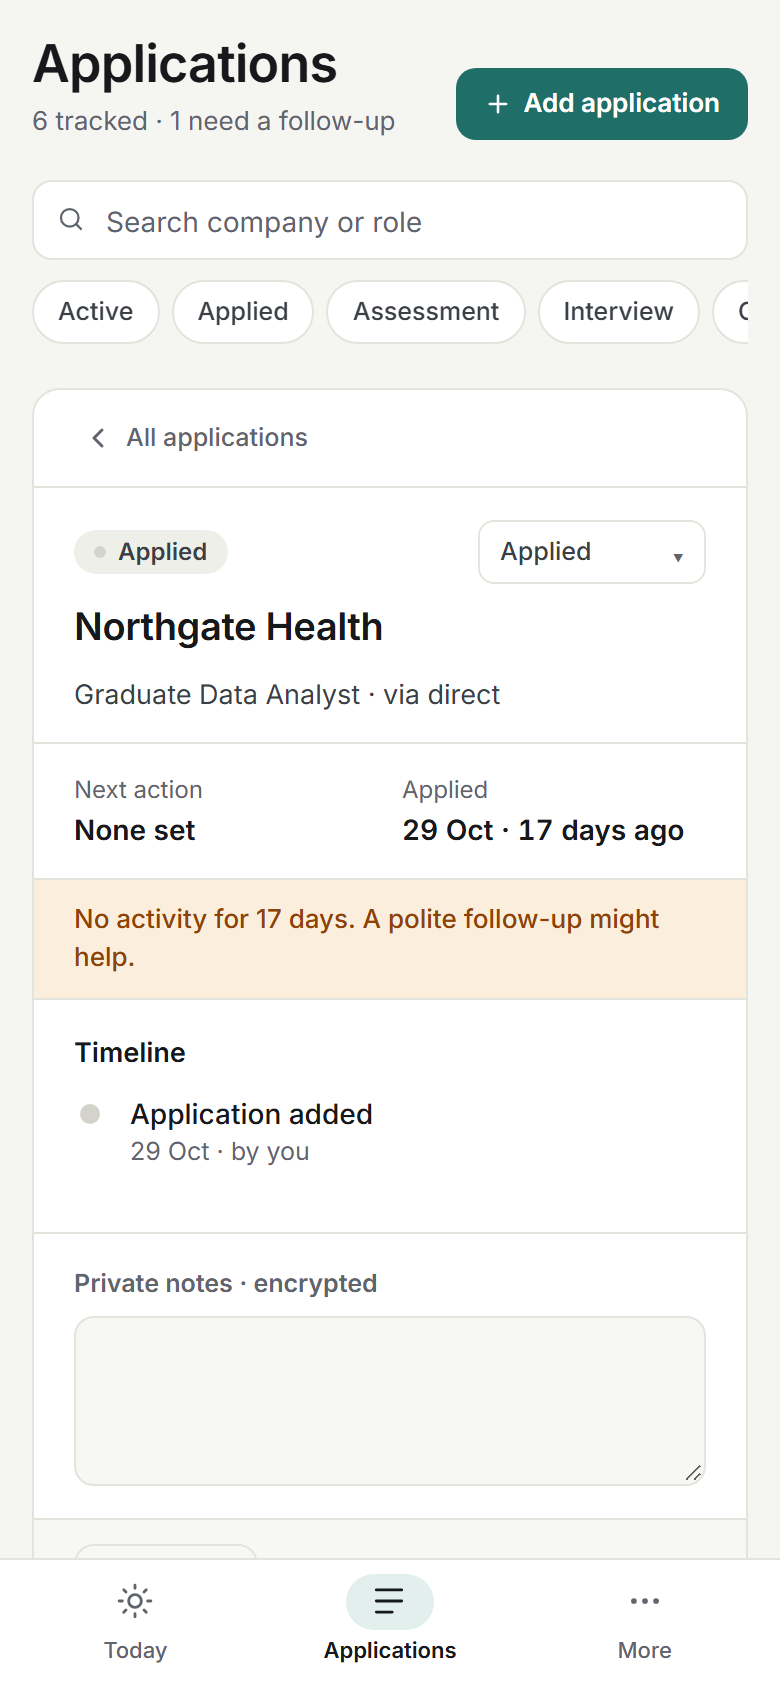 Applications
6 tracked · 1 need a follow-up
+ Add application
Search company or role
Active
Applied
Assessment
Interview
All applications
Applied
Applied
Northgate Health
Graduate Data Analyst · via direct
Next action
None set
Applied
29 Oct · 17 days ago
No activity for 17 days. A polite follow-up might
help.
Timeline
Application added
29 Oct · by you
Private notes · encrypted
Today
Applications
More